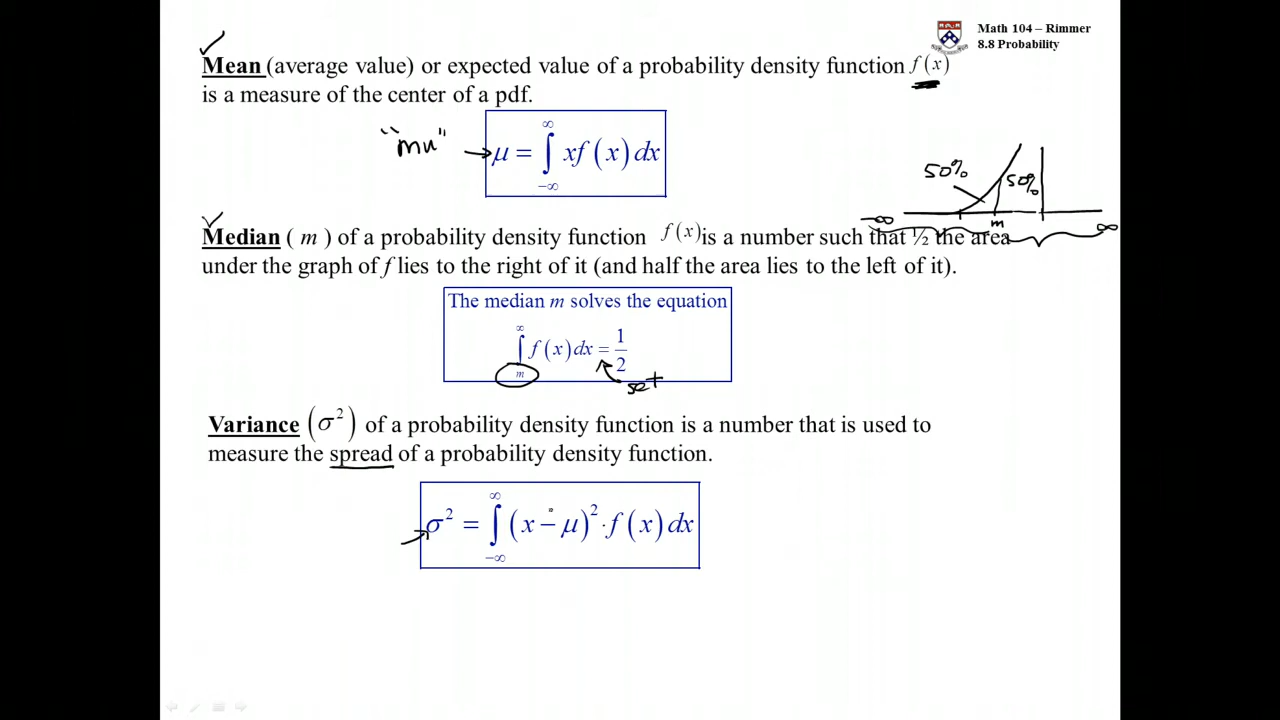 Math 104 – Rimmer
8.8 Probability
Mean (average value) or expected value of a probability density function f(x)
is a measure of the center of a pdf.
"mu" → μ = ∫_{-∞}^{∞} xf(x)dx
50% 50%
-∞ m ∞
Median (m) of a probability density function f(x) is a number such that ½ the area
under the graph of f lies to the right of it (and half the area lies to the left of it).
The median m solves the equation
∫_{m}^{∞} f(x)dx = 1/2
set
Variance (σ²) of a probability density function is a number that is used to
measure the spread of a probability density function.
σ² = ∫_{-∞}^{∞} (x − μ)² · f(x)dx